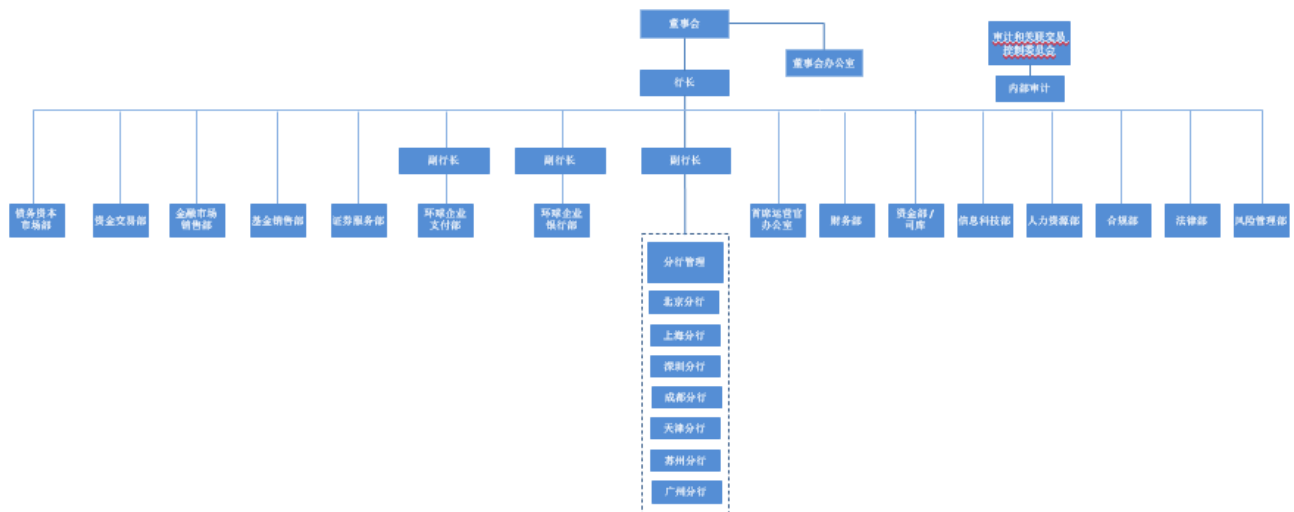 董事会
审计和关联交易
控制委员会
董事会办公室
行长
内部审计
副行长
副行长
副行长
债务资本
市场部
资金交易部
金融市场
销售部
基金销售部
证券服务部
环球企业
支付部
环球企业
银行部
首席运营官
办公室
财务部
资金部/
司库
信息科技部
人力资源部
合规部
法律部
风险管理部
分行管理
北京分行
上海分行
深圳分行
成都分行
天津分行
苏州分行
广州分行